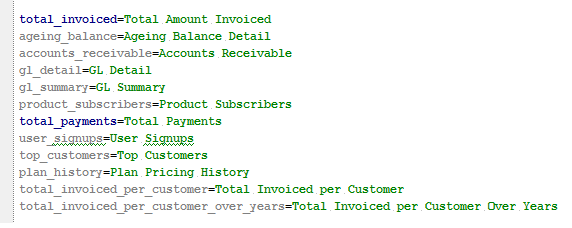 total_invoiced=Total Amount Invoiced
ageing_balance=Ageing Balance Detail
accounts_receivable=Accounts Receivable
gl_detail=GL Detail
gl_summary=GL Summary
product_subscribers=Product Subscribers
total_payments=Total Payments
user_signups=User Signups
top_customers=Top Customers
plan_history=Plan Pricing History
total_invoiced_per_customer=Total Invoiced per Customer
total_invoiced_per_customer_over_years=Total Invoiced per Customer Over Years